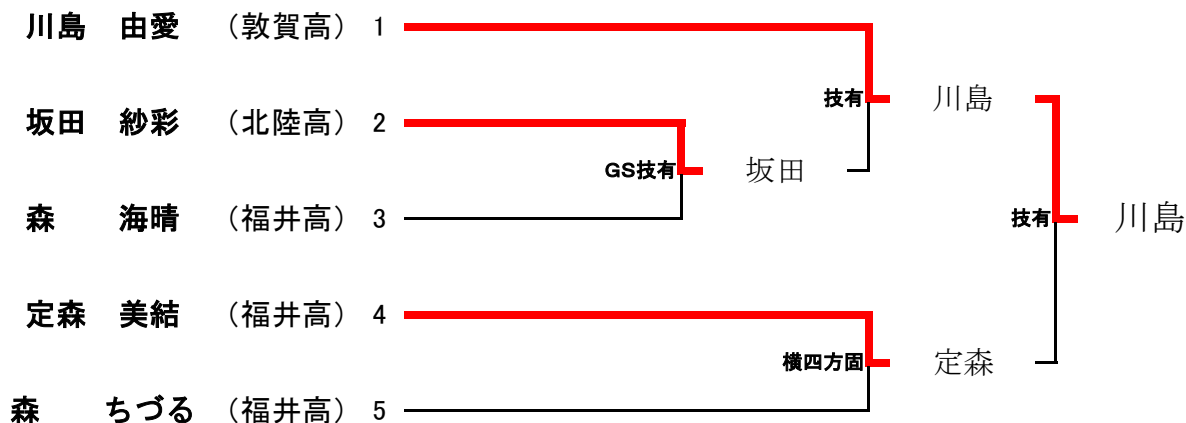 川島　由愛　（敦賀高）　1
技有　川島
坂田　紗彩　（北陸高）　2
GS技有　坂田
森　海晴　（福井高）　3
技有　川島
定森　美結　（福井高）　4
横四方固　定森
森　ちづる　（福井高）　5